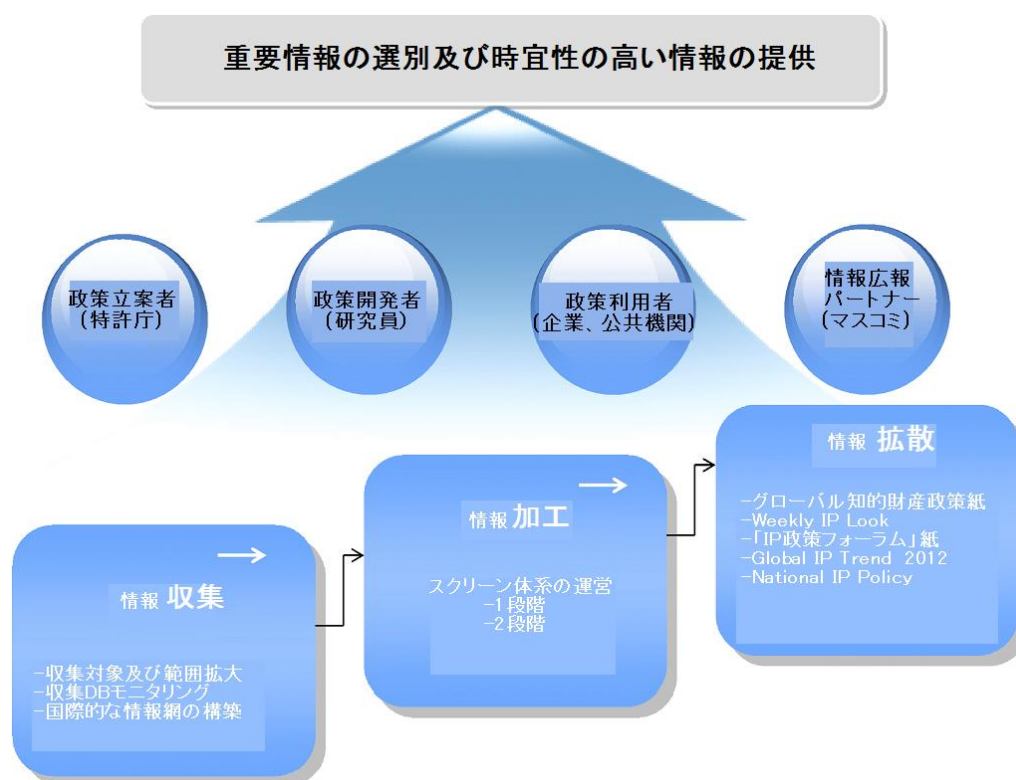 重要情報の選別及び時宜性の高い情報の提供
政策立案者
(特許庁)
政策開発者
(研究員)
政策利用者
(企業、公共機関)
情報広報
パートナー
(マスコミ)
情報 収集
-収集対象及び範囲拡大
-収集DBモニタリング
-国際的な情報網の構築
情報 加工
スクリーン体系の運営
-1段階
-2段階
情報 拡散
-グローバル知的財産政策紙
-Weekly IP Look
-「IP政策フォーラム」紙
-Global IP Trend 2012
-National IP Policy